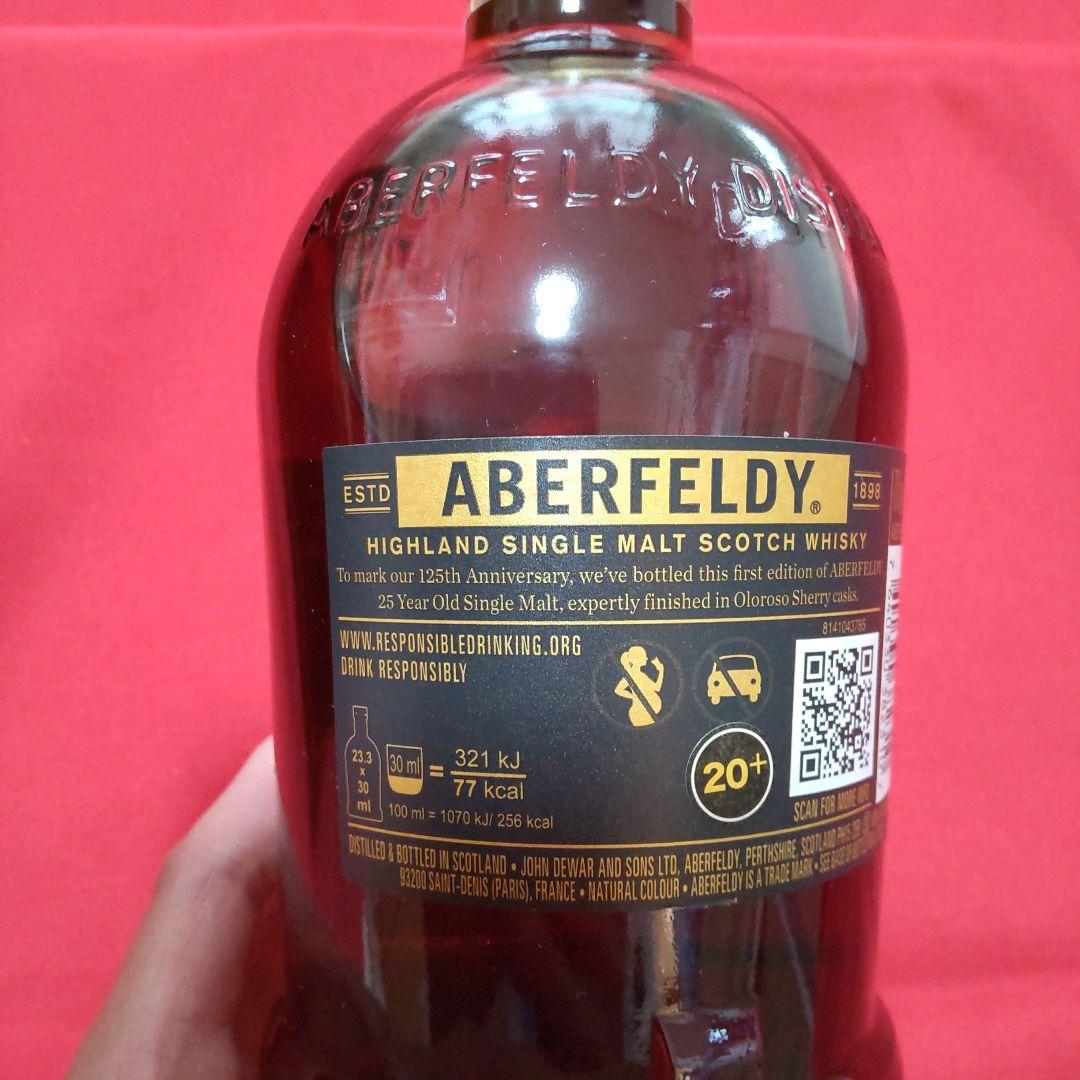 ABERFELDY DIS
ESTD ABERFELDY® 1898
HIGHLAND SINGLE MALT SCOTCH WHISKY
To mark our 125th Anniversary, we've bottled this first edition of ABERFELDY
25 Year Old Single Malt, expertly finished in Oloroso Sherry casks.
8141043785
WWW.RESPONSIBLEDRINKING.ORG
DRINK RESPONSIBLY
23.3
x
30
ml
30 ml = 321 kJ
77 kcal
100 ml = 1070 kJ/ 256 kcal
20+
SCAN FOR MORE INFO
DISTILLED & BOTTLED IN SCOTLAND • JOHN DEWAR AND SONS LTD, ABERFELDY, PERTHSHIRE, SCOTLAND
93200 SAINT-DENIS (PARIS), FRANCE • NATURAL COLOUR • ABERFELDY IS A TRADE MARK • SEE BASE OF